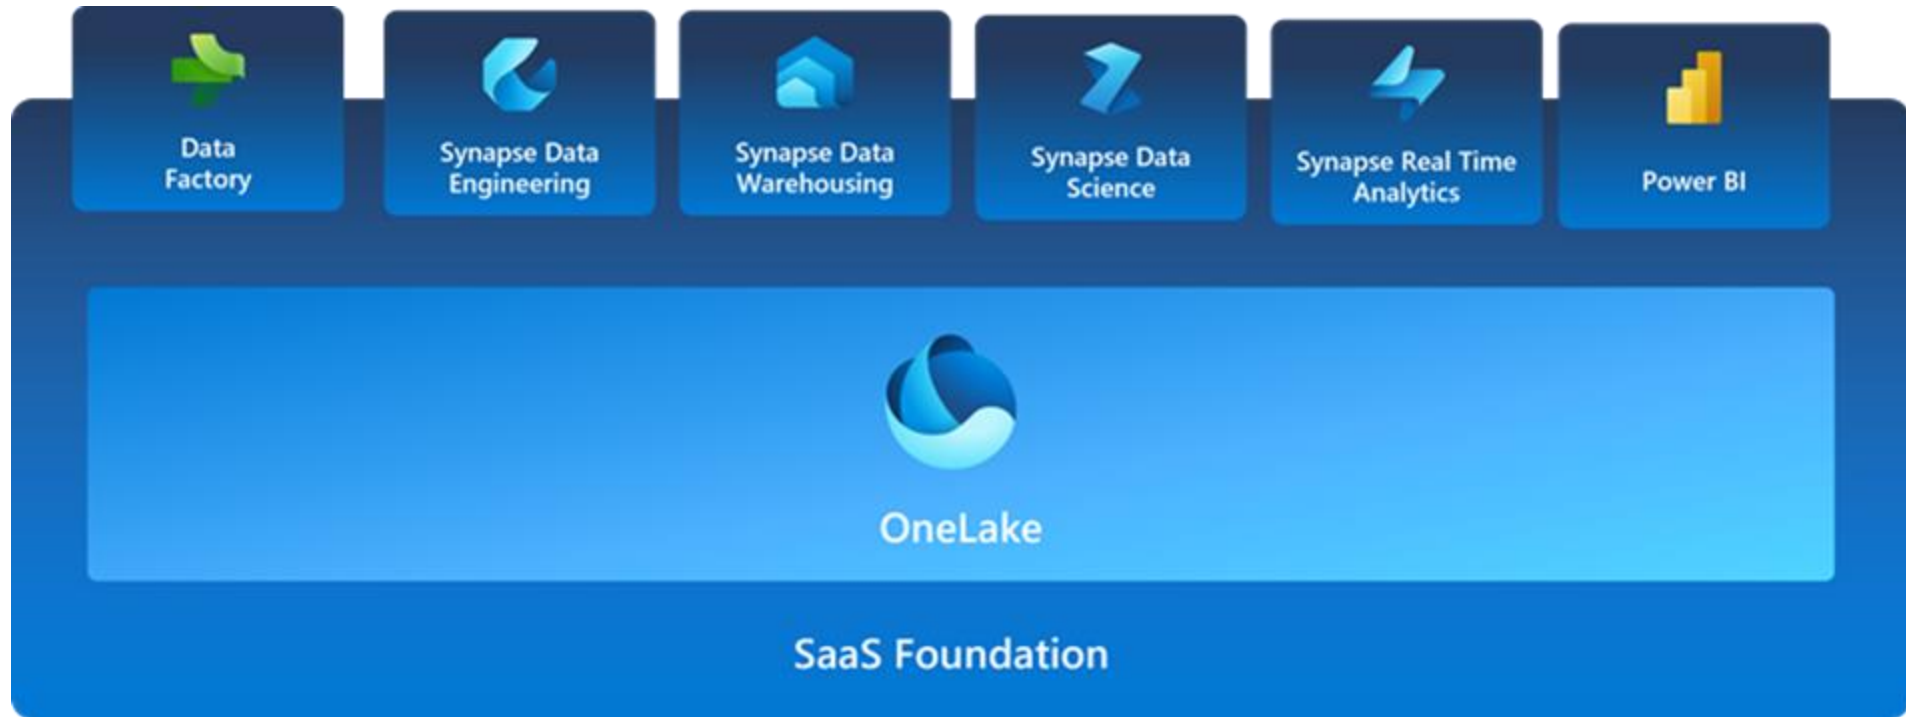 Data
Factory
Synapse Data
Engineering
Synapse Data
Warehousing
Synapse Data
Science
Synapse Real Time
Analytics
Power BI
OneLake
SaaS Foundation